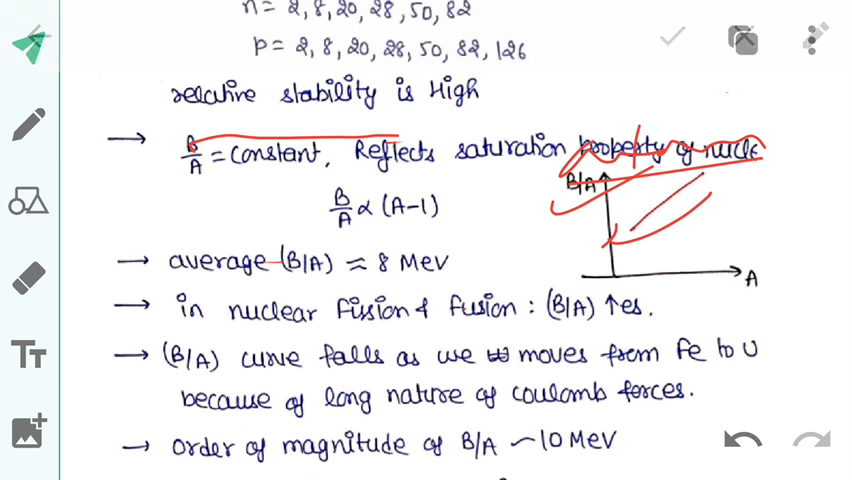 n = 2, 8, 20, 28, 50, 82
p = 2, 8, 20, 28, 50, 82, 126
relative stability is High
→ B/A = constant, Reflects saturation property of nucle
B/A
B/A ∝ (A-1)
→ average (B/A) ≈ 8 MeV
A
→ in nuclear fission & fusion : (B/A) ↑es.
→ (B/A) curve falls as we moves from Fe to U
because of long nature of coulomb forces.
→ order of magnitude of B/A ~ 10 MeV
TT